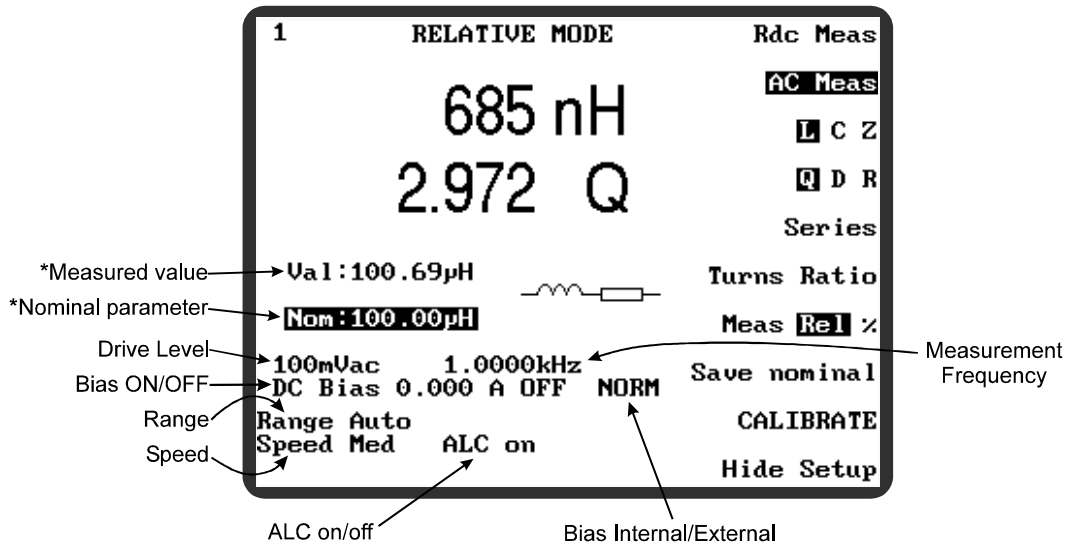 1 RELATIVE MODE Rdc Meas
AC Meas
685 nH
L C Z
2.972 Q
Q D R
Series
*Measured value
Val:100.69µH
Turns Ratio
*Nominal parameter
Nom:100.00µH
Meas Rel %
Drive Level
100mVac 1.0000kHz
Measurement
Frequency
Save nominal
Bias ON/OFF
DC Bias 0.000 A OFF NORM
Range
Range Auto
CALIBRATE
Speed
Speed Med ALC on
Hide Setup
ALC on/off
Bias Internal/External